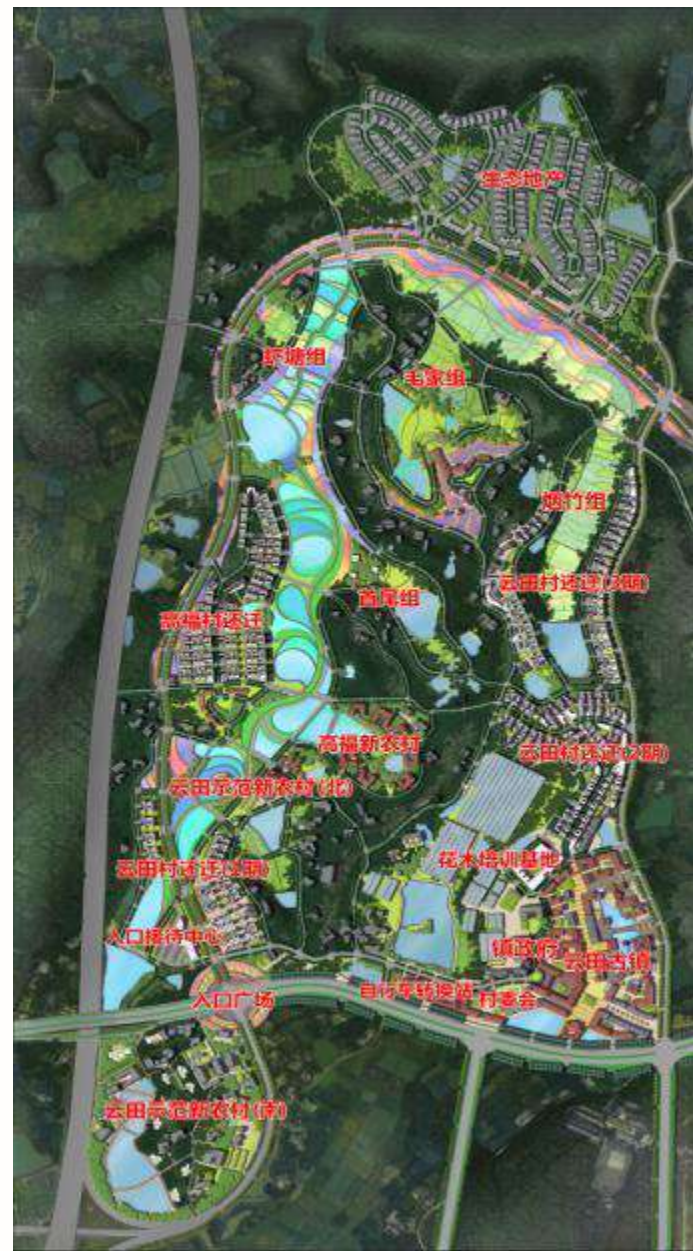 生态地产
虾塘组
毛家组
烟竹组
云田村还迁(3期)
首尾组
高福村还迁
高福新农村
云田村还迁(2期)
云田示范新农村(北)
花木培训基地
云田村还迁(1期)
入口接待中心
镇政府
云田古镇
自行车转换站
村委会
入口广场
云田示范新农村(南)